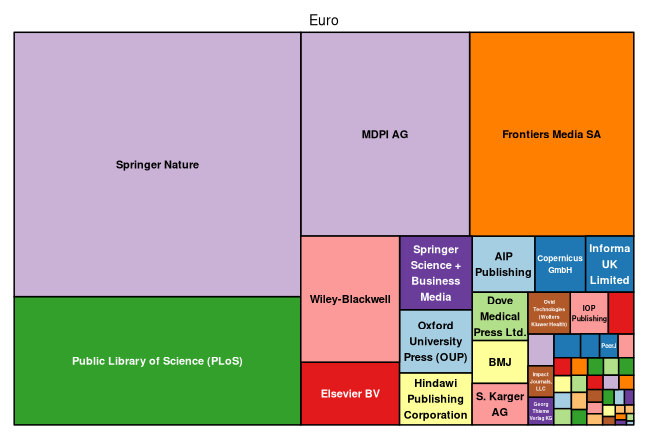 Euro
Springer Nature
MDPI AG
Frontiers Media SA
Public Library of Science (PLoS)
Wiley-Blackwell
Elsevier BV
Springer
Science +
Business
Media
Oxford
University
Press (OUP)
Hindawi
Publishing
Corporation
AIP
Publishing
Copernicus
GmbH
Informa
UK
Limited
Dove
Medical
Press Ltd.
BMJ
S. Karger
AG
Ovid
Technologies
(Wolters
Kluwer Health)
IOP
Publishing
PeerJ
Impact
Journals,
LLC
Georg
Thieme
Verlag KG